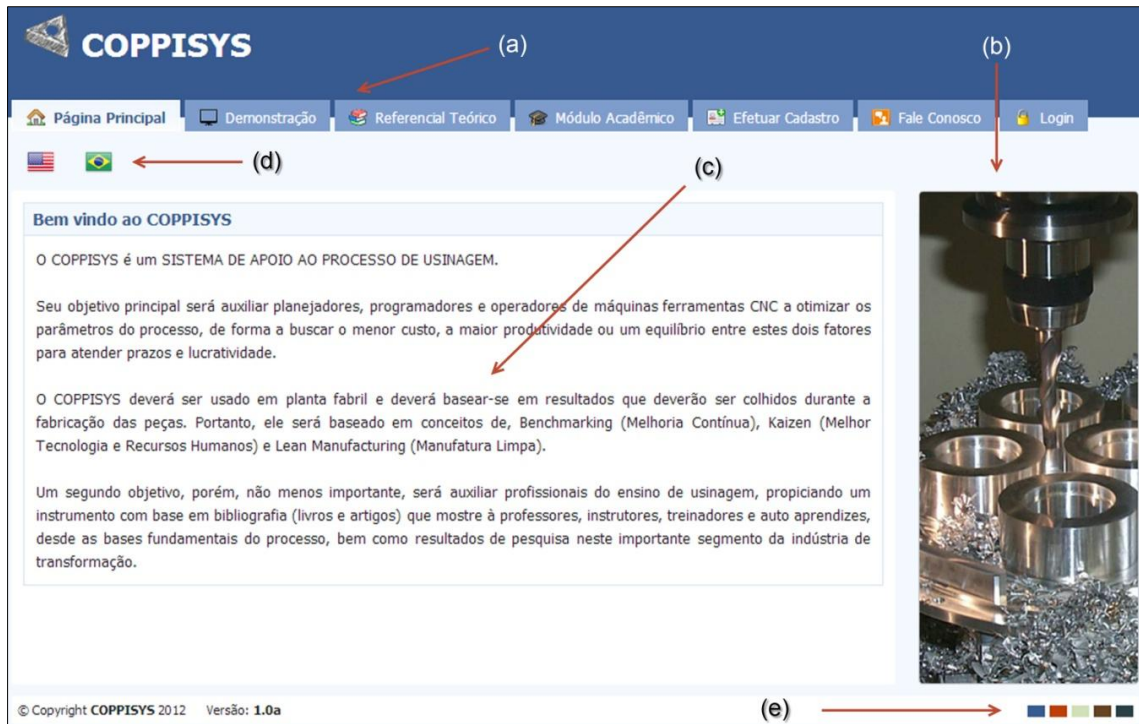 COPPISYS
(a)
(b)
Página Principal
Demonstração
Referencial Teórico
Módulo Acadêmico
Efetuar Cadastro
Fale Conosco
Login
(d)
(c)
Bem vindo ao COPPISYS
O COPPISYS é um SISTEMA DE APOIO AO PROCESSO DE USINAGEM.
Seu objetivo principal será auxiliar planejadores, programadores e operadores de máquinas ferramentas CNC a otimizar os
parâmetros do processo, de forma a buscar o menor custo, a maior produtividade ou um equilíbrio entre estes dois fatores
para atender prazos e lucratividade.
O COPPISYS deverá ser usado em planta fabril e deverá basear-se em resultados que deverão ser colhidos durante a
fabricação das peças. Portanto, ele será baseado em conceitos de, Benchmarking (Melhoria Contínua), Kaizen (Melhor
Tecnologia e Recursos Humanos) e Lean Manufacturing (Manufatura Limpa).
Um segundo objetivo, porém, não menos importante, será auxiliar profissionais do ensino de usinagem, propiciando um
instrumento com base em bibliografia (livros e artigos) que mostre à professores, instrutores, treinadores e auto aprendizes,
desde as bases fundamentais do processo, bem como resultados de pesquisa neste importante segmento da indústria de
transformação.
© Copyright COPPISYS 2012 Versão: 1.0a
(e)